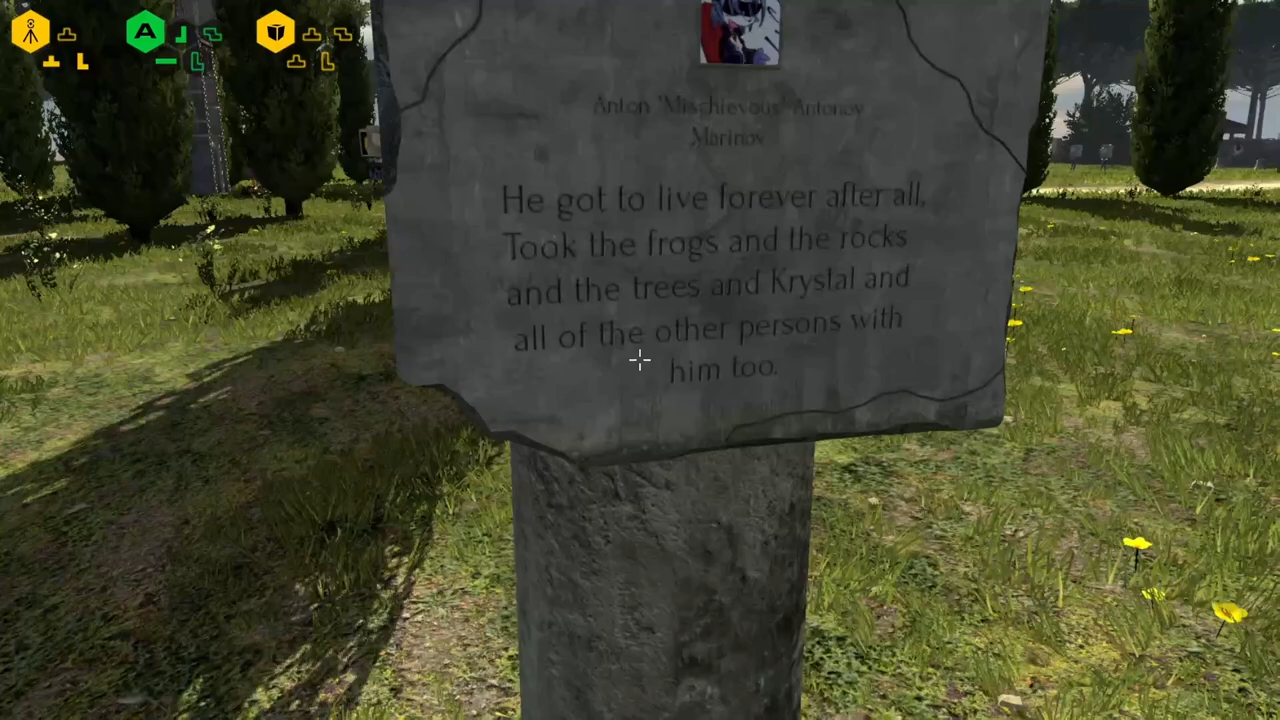 A
Anton "Mischievous" Antonov
Marinov
He got to live forever after all.
Took the frogs and the rocks
and the trees and Krystal and
all of the other persons with
him too.